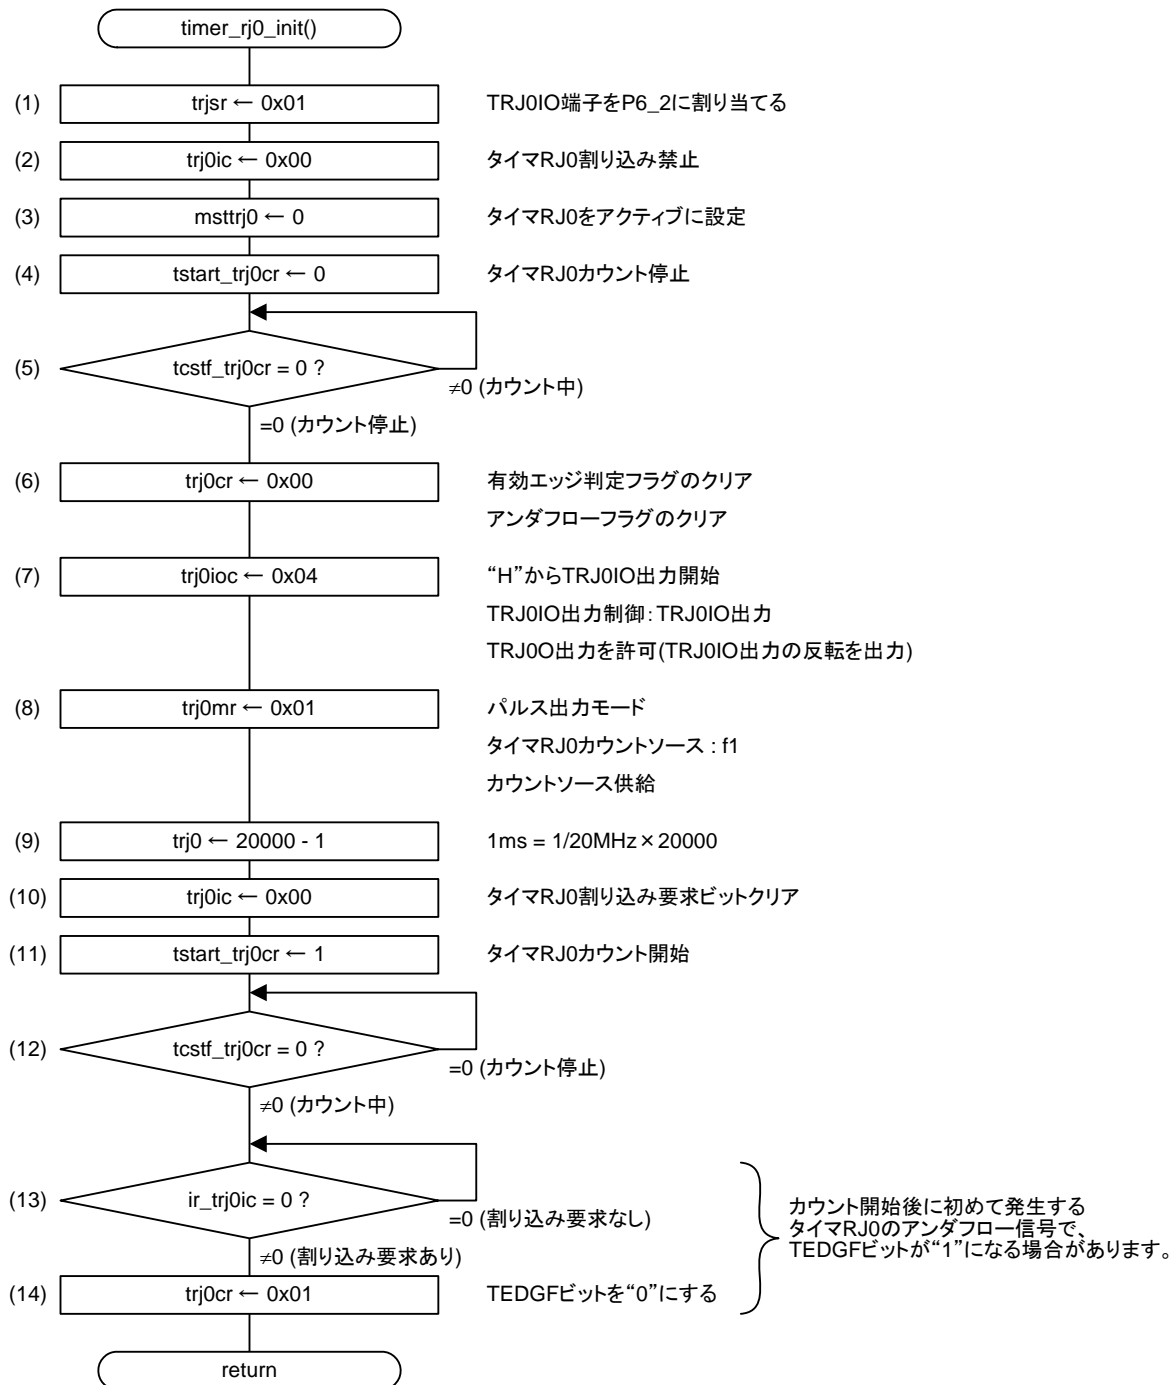 timer_rj0_init()
(1)
trjsr ← 0x01
TRJ0IO端子をP6_2に割り当てる
(2)
trj0ic ← 0x00
タイマRJ0割り込み禁止
(3)
msttrj0 ← 0
タイマRJ0をアクティブに設定
(4)
tstart_trj0cr ← 0
タイマRJ0カウント停止
(5)
tcstf_trj0cr = 0 ?
≠0 (カウント中)
=0 (カウント停止)
(6)
trj0cr ← 0x00
有効エッジ判定フラグのクリア
アンダフローフラグのクリア
(7)
trj0ioc ← 0x04
“H”からTRJ0IO出力開始
TRJ0IO出力制御：TRJ0IO出力
TRJ0O出力を許可(TRJ0IO出力の反転を出力)
(8)
trj0mr ← 0x01
パルス出力モード
タイマRJ0カウントソース : f1
カウントソース供給
(9)
trj0 ← 20000 - 1
1ms = 1/20MHz×20000
(10)
trj0ic ← 0x00
タイマRJ0割り込み要求ビットクリア
(11)
tstart_trj0cr ← 1
タイマRJ0カウント開始
(12)
tcstf_trj0cr = 0 ?
=0 (カウント停止)
≠0 (カウント中)
(13)
ir_trj0ic = 0 ?
=0 (割り込み要求なし)
≠0 (割り込み要求あり)
カウント開始後に初めて発生する
タイマRJ0のアンダフロー信号で、
TEDGFビットが“1”になる場合があります。
(14)
trj0cr ← 0x01
TEDGFビットを“0”にする
return